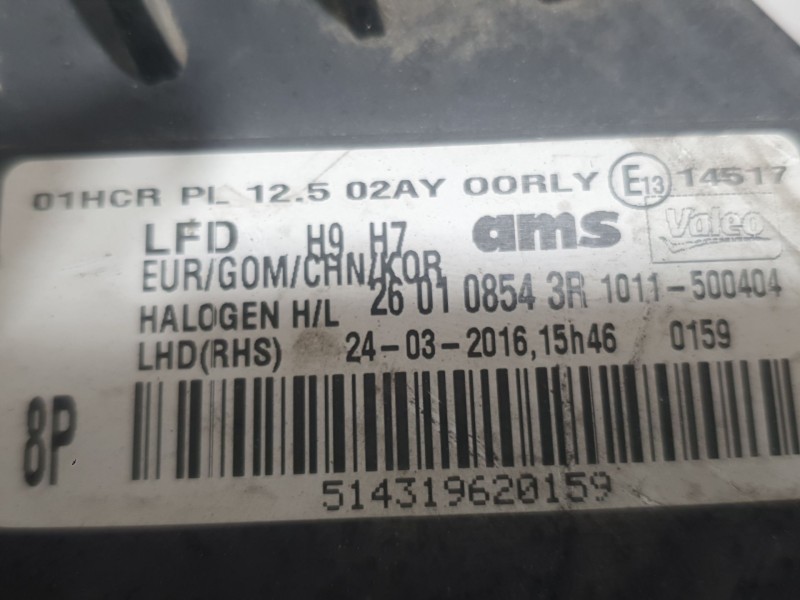 01HCR PL 12.5 02AY 00RLY E13 14517
LFD H9 H7 ams Valeo
EUR/GOM/CHN/KOR
HALOGEN H/L 26 01 0854 3R 1011-500404
LHD(RHS) 24-03-2016,15h46 0159
8P
514319620159